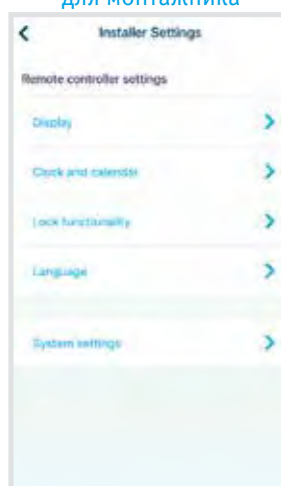 для монтажника
Installer Settings
Remote controller settings
Display
Clock and calendar
Lock functionality
Language
System settings